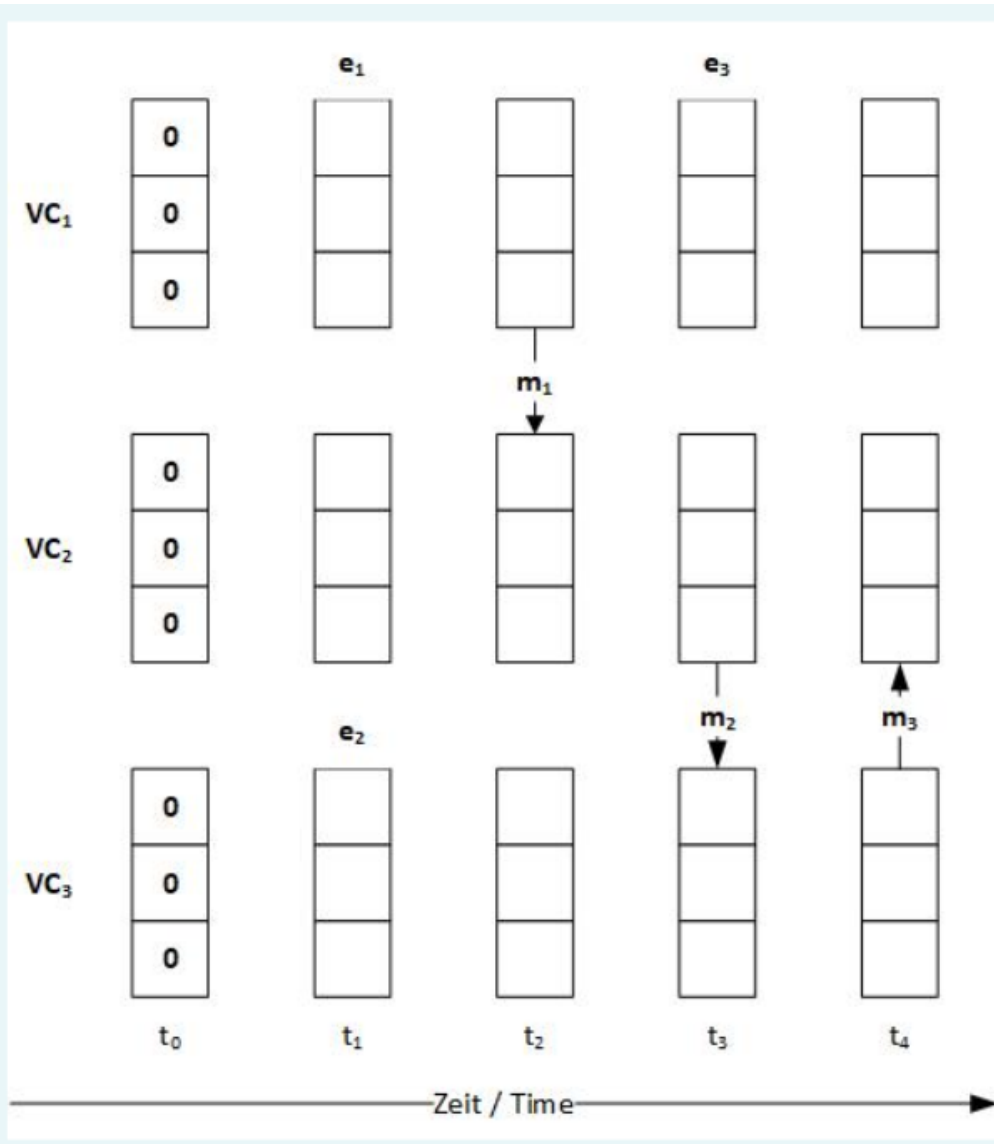 e₁ e₃
0
VC₁ 0
0
m₁
0
VC₂ 0
0
m₂ m₃
e₂
0
VC₃ 0
0
t₀ t₁ t₂ t₃ t₄
Zeit / Time